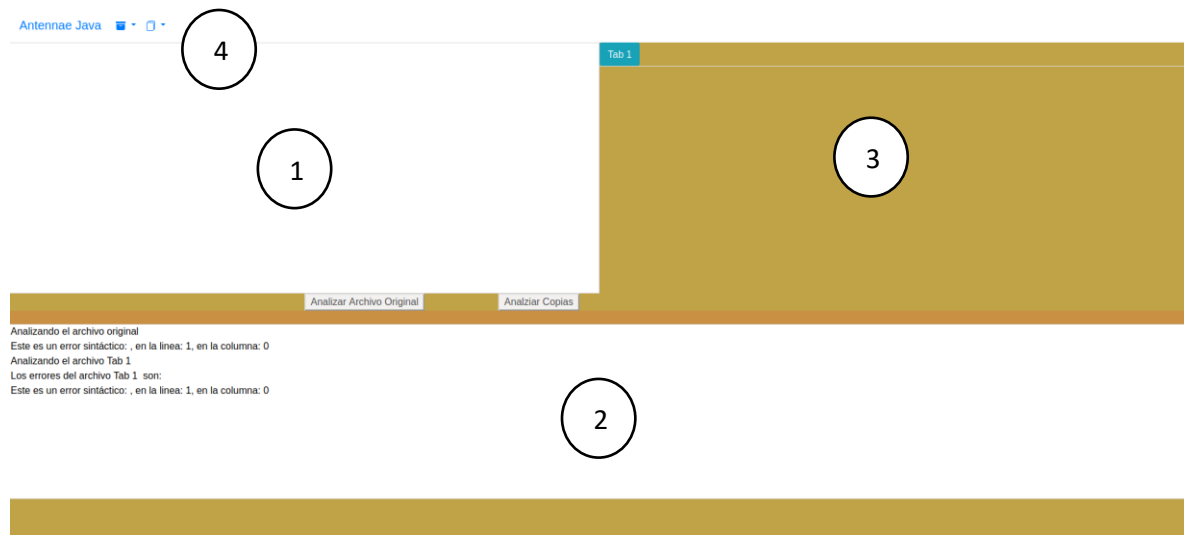 Antennae Java
4
Tab 1
1
3
Analizar Archivo Original
Analziar Copias
Analizando el archivo original
Este es un error sintáctico: , en la linea: 1, en la columna: 0
Analizando el archivo Tab 1
Los errores del archivo Tab 1 son:
Este es un error sintáctico: , en la linea: 1, en la columna: 0
2